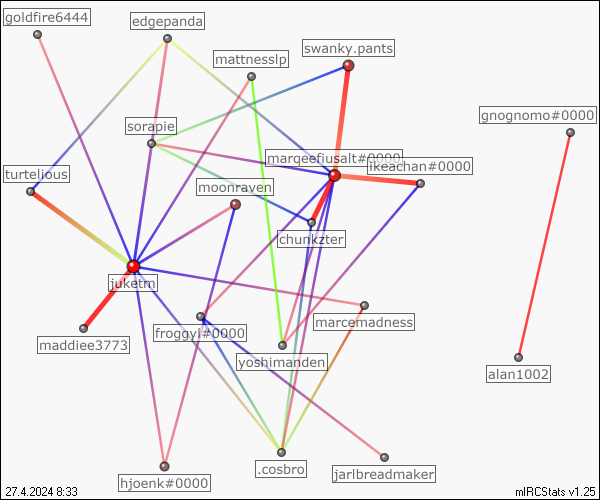 goldfire6444
edgepanda
swanky.pants
mattnesslp
gnognomo#0000
sorapie
marqeefiusalt#0000
ikeachan#0000
turtelious
moonraven
chunkzter
juketm
marcemadness
froggyl#0000
maddiee3773
yoshimanden
alan1002
.cosbro
jarlbreadmaker
hjoenk#0000
27.4.2024 8:33
mIRCStats v1.25